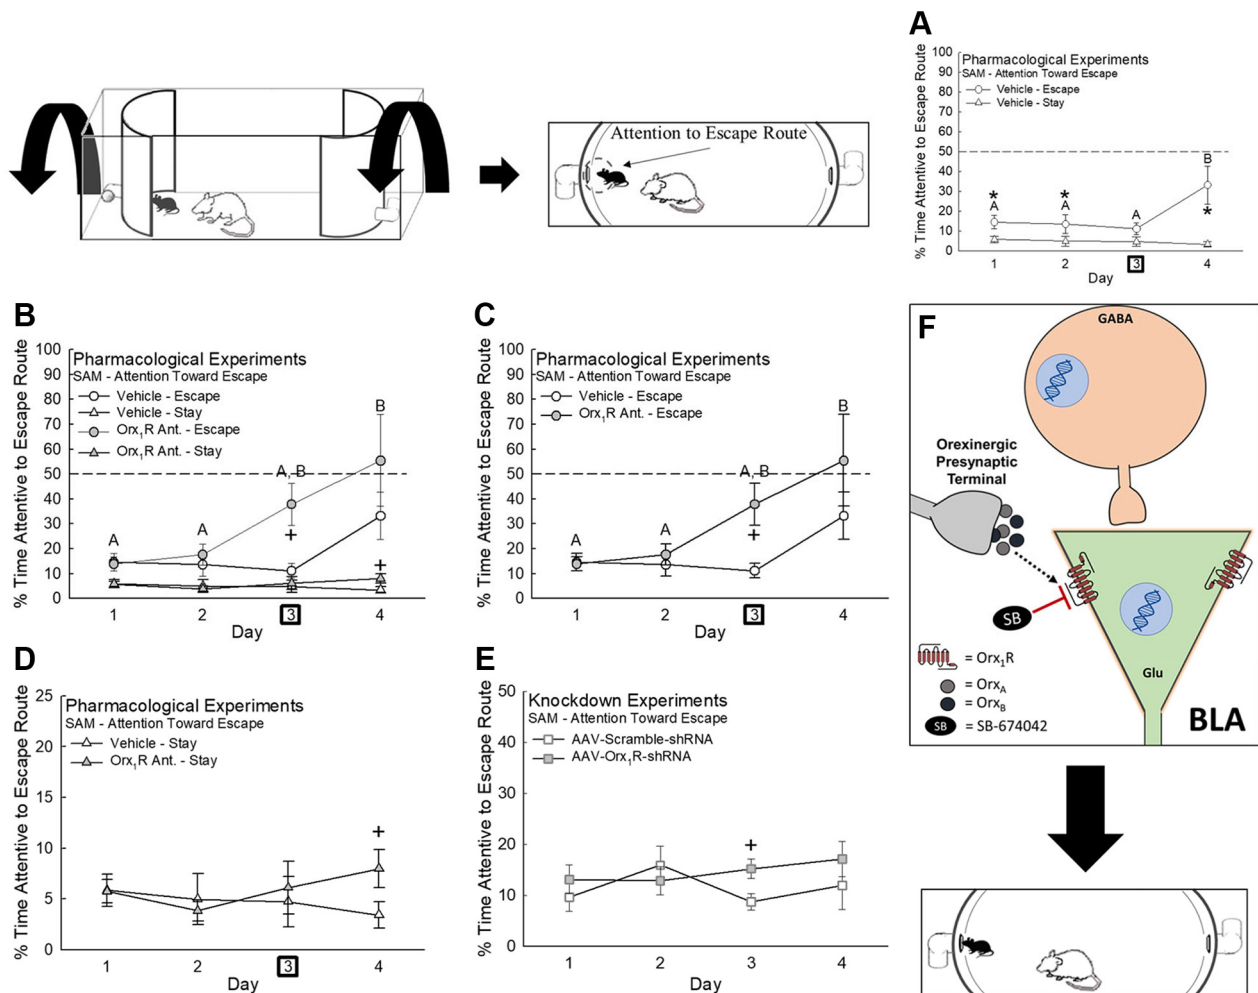 Attention to Escape Route
A
Pharmacological Experiments
SAM - Attention Toward Escape
Vehicle - Escape
Vehicle - Stay
% Time Attentive to Escape Route
100
90
80
70
60
50
40
30
20
10
0
* * B
A A A *
1 2 3 4
Day
B
Pharmacological Experiments
SAM - Attention Toward Escape
Vehicle - Escape
Vehicle - Stay
Orx1R Ant. - Escape
Orx1R Ant. - Stay
% Time Attentive to Escape Route
100
90
80
70
60
50
40
30
20
10
0
A A A, B B
+ +
1 2 3 4
Day
C
Pharmacological Experiments
SAM - Attention Toward Escape
Vehicle - Escape
Orx1R Ant. - Escape
% Time Attentive to Escape Route
100
90
80
70
60
50
40
30
20
10
0
A A A, B B
+
1 2 3 4
Day
F
GABA
Orexinergic
Presynaptic
Terminal
SB
Glu
= Orx1R
= OrxA
= OrxB
SB = SB-674042
BLA
D
Pharmacological Experiments
SAM - Attention Toward Escape
Vehicle - Stay
Orx1R Ant. - Stay
% Time Attentive to Escape Route
25
20
15
10
5
0
+
1 2 3 4
Day
E
Knockdown Experiments
SAM - Attention Toward Escape
AAV-Scramble-shRNA
AAV-Orx1R-shRNA
% Time Attentive to Escape Route
50
40
30
20
10
0
+
1 2 3 4
Day